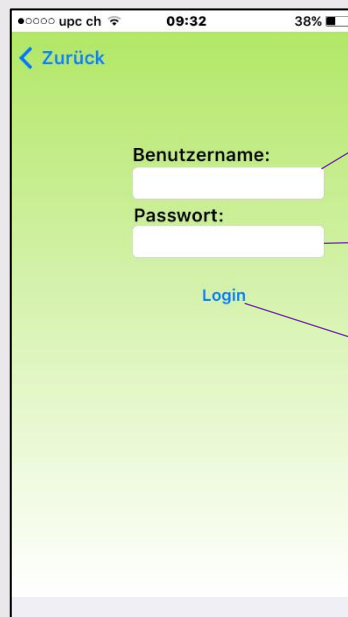 upc ch 09:32 38%
Zurück
Benutzername:
Passwort:
Login